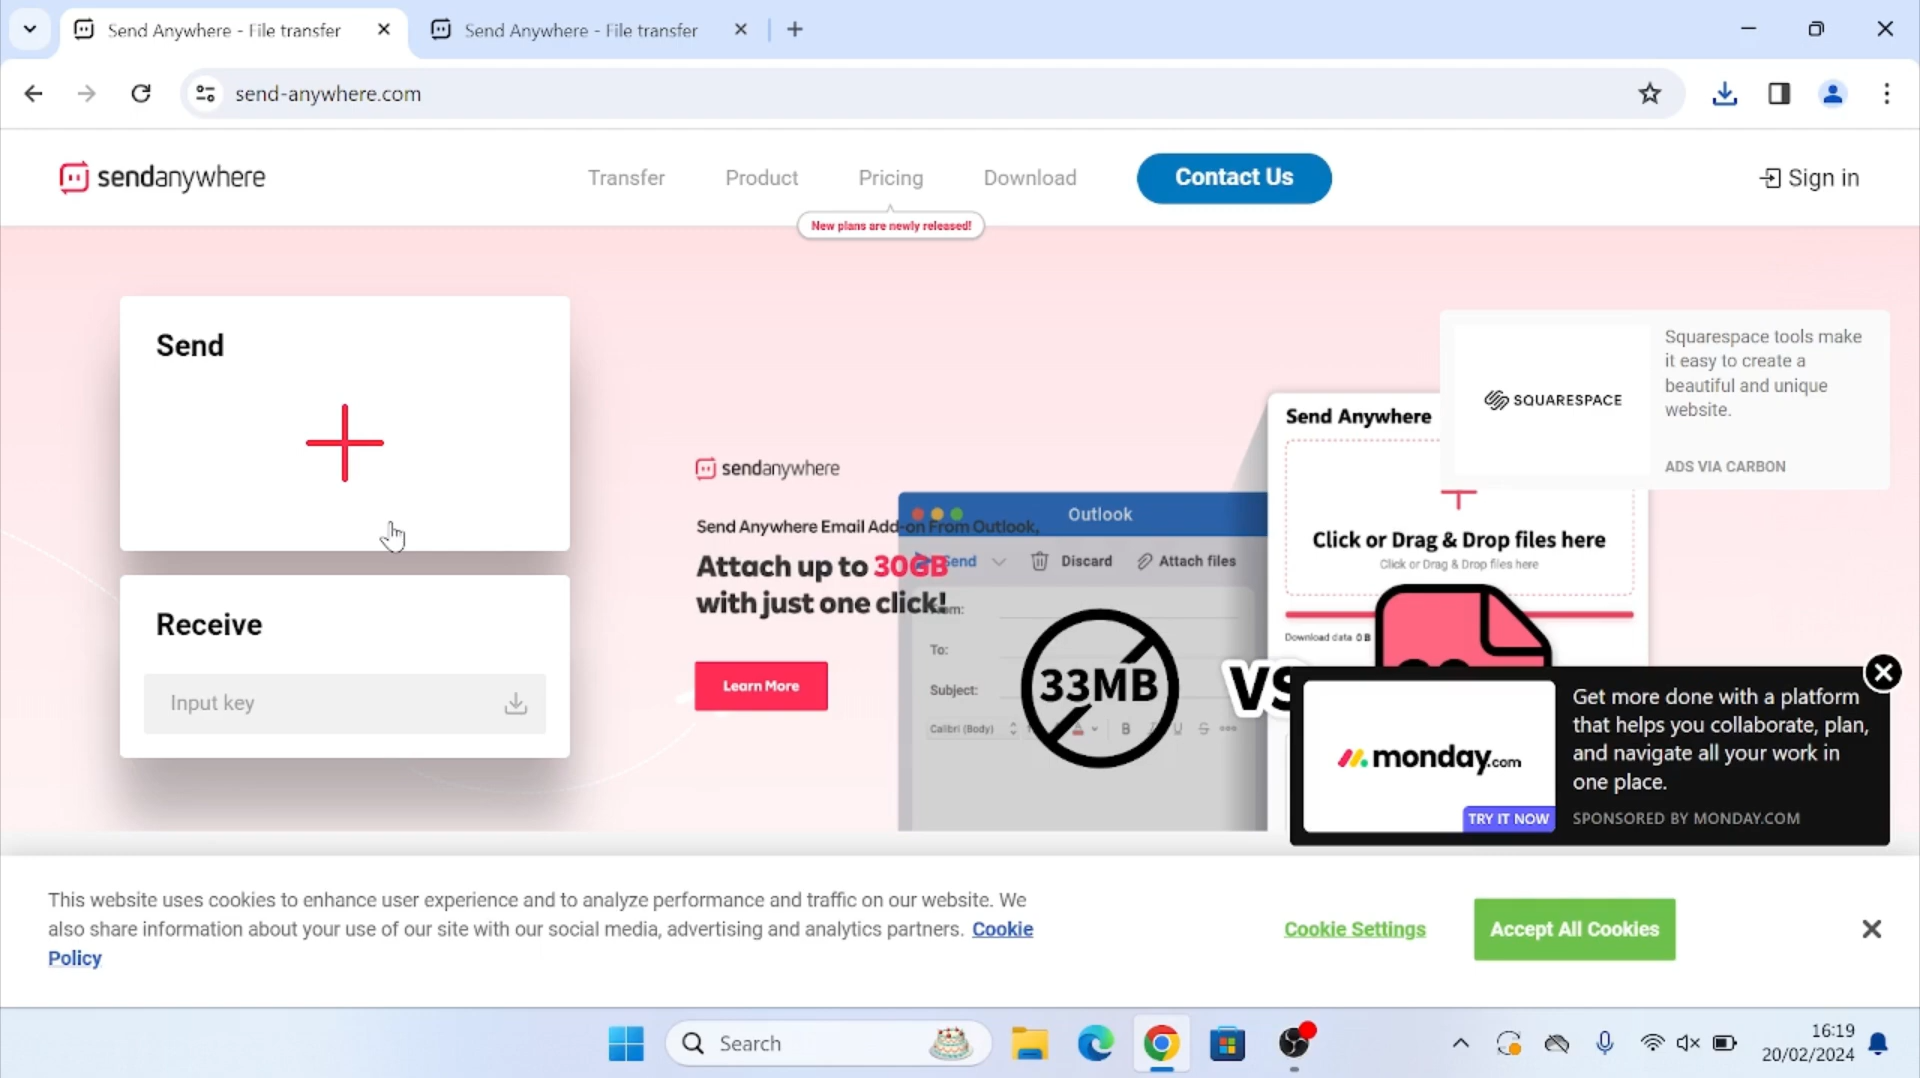 Send Anywhere - File transfer
Send Anywhere - File transfer
send-anywhere.com
sendanywhere
Transfer
Product
Pricing
Download
Contact Us
Sign in
New plans are newly released!
Send
Receive
Input key
sendanywhere
Send Anywhere Email Add-on From Outlook,
Attach up to 30GB
with just one click!
Learn More
Outlook
Send
Discard
Attach files
To:
Subject:
Calibri (Body)
B
33MB
VS
Send Anywhere
Click or Drag & Drop files here
Click or Drag & Drop files here
Download data 0 B
SQUARESPACE
Squarespace tools make
it easy to create a
beautiful and unique
website.
ADS VIA CARBON
monday.com
TRY IT NOW
Get more done with a platform
that helps you collaborate, plan,
and navigate all your work in
one place.
SPONSORED BY MONDAY.COM
This website uses cookies to enhance user experience and to analyze performance and traffic on our website. We
also share information about your use of our site with our social media, advertising and analytics partners. Cookie
Policy
Cookie Settings
Accept All Cookies
Search
16:19
20/02/2024